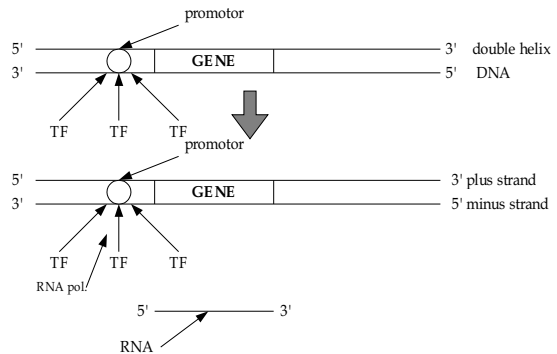 promotor
5' 3' double helix
GENE
3' 5' DNA
TF TF TF
promotor
5' 3' plus strand
GENE
3' 5' minus strand
TF TF TF
RNA pol.
5' 3'
RNA